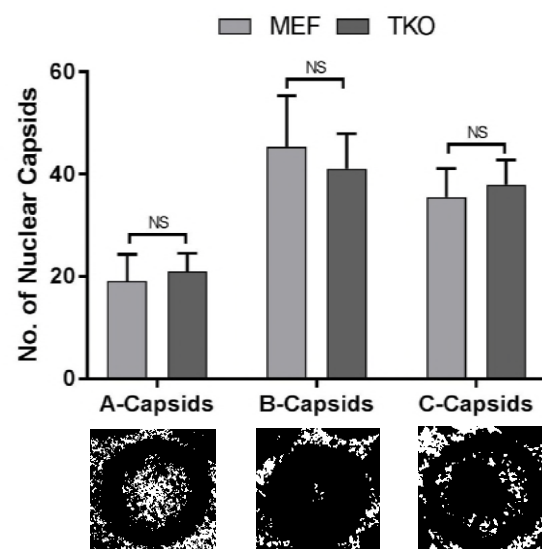 MEF TKO
No. of Nuclear Capsids
60
40
20
0
NS
NS
NS
A-Capsids B-Capsids C-Capsids